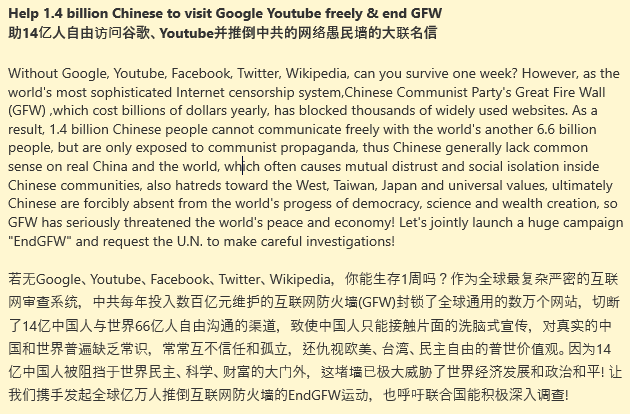 Help 1.4 billion Chinese to visit Google Youtube freely & end GFW
助14亿人自由访问谷歌、Youtube并推倒中共的网络愚民墙的大联名信
Without Google, Youtube, Facebook, Twitter, Wikipedia, can you survive one week? However, as the
world's most sophisticated Internet censorship system,Chinese Communist Party's Great Fire Wall
(GFW) ,which cost billions of dollars yearly, has blocked thousands of widely used websites. As a
result, 1.4 billion Chinese people cannot communicate freely with the world's another 6.6 billion
people, but are only exposed to communist propaganda, thus Chinese generally lack common
sense on real China and the world, which often causes mutual distrust and social isolation inside
Chinese communities, also hatreds toward the West, Taiwan, Japan and universal values, ultimately
Chinese are forcibly absent from the world's progess of democracy, science and wealth creation, so
GFW has seriously threatened the world's peace and economy! Let's jointly launch a huge campaign
"EndGFW" and request the U.N. to make careful investigations!
若无Google、Youtube、Facebook、Twitter、Wikipedia，你能生存1周吗？作为全球最复杂严密的互联
网审查系统，中共每年投入数百亿元维护的互联网防火墙(GFW)封锁了全球通用的数万个网站，切断
了14亿中国人与世界66亿人自由沟通的渠道，致使中国人只能接触片面的洗脑式宣传，对真实的中
国和世界普遍缺乏常识，常常互不信任和孤立，还仇视欧美、台湾、民主自由的普世价值观。因为14
亿中国人被阻挡于世界民主、科学、财富的大门外，这堵墙已极大威胁了世界经济发展和政治和平! 让
我们携手发起全球亿万人推倒互联网防火墙的EndGFW运动，也呼吁联合国能积极深入调查!